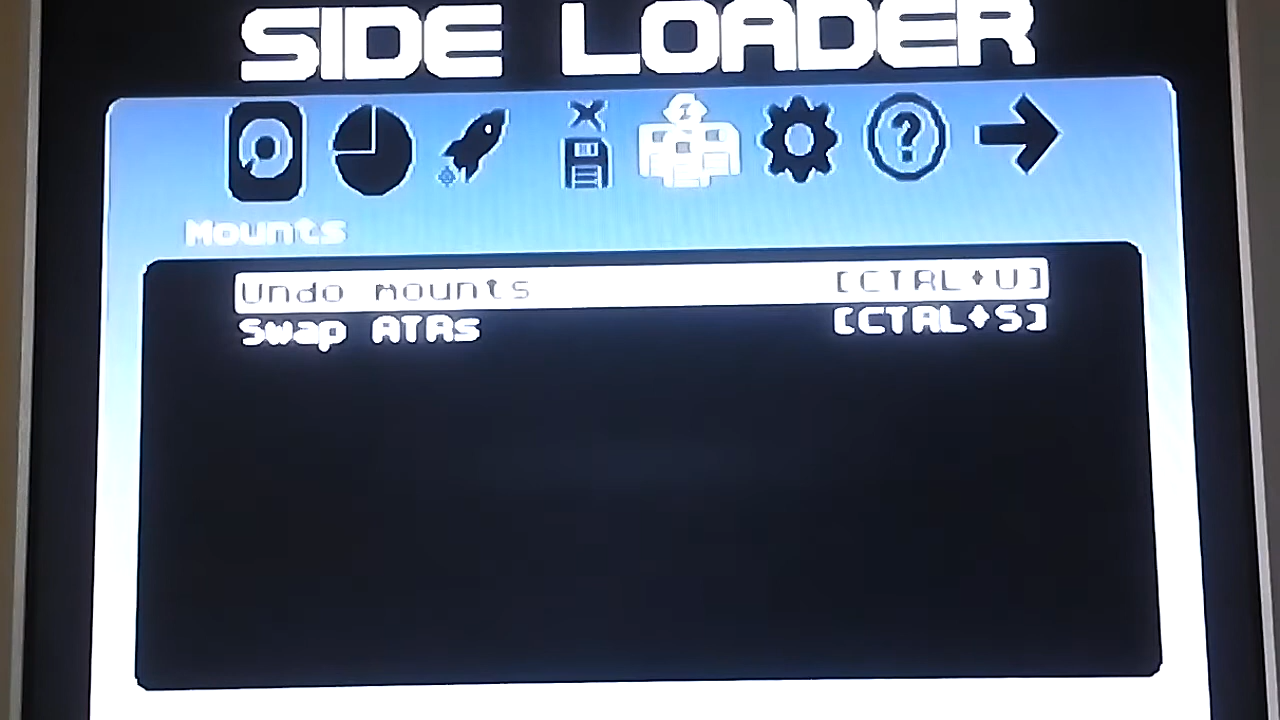 SIDE LOADER
Mounts
Undo mounts [CTRL+U]
Swap ATRs [CTRL+S]